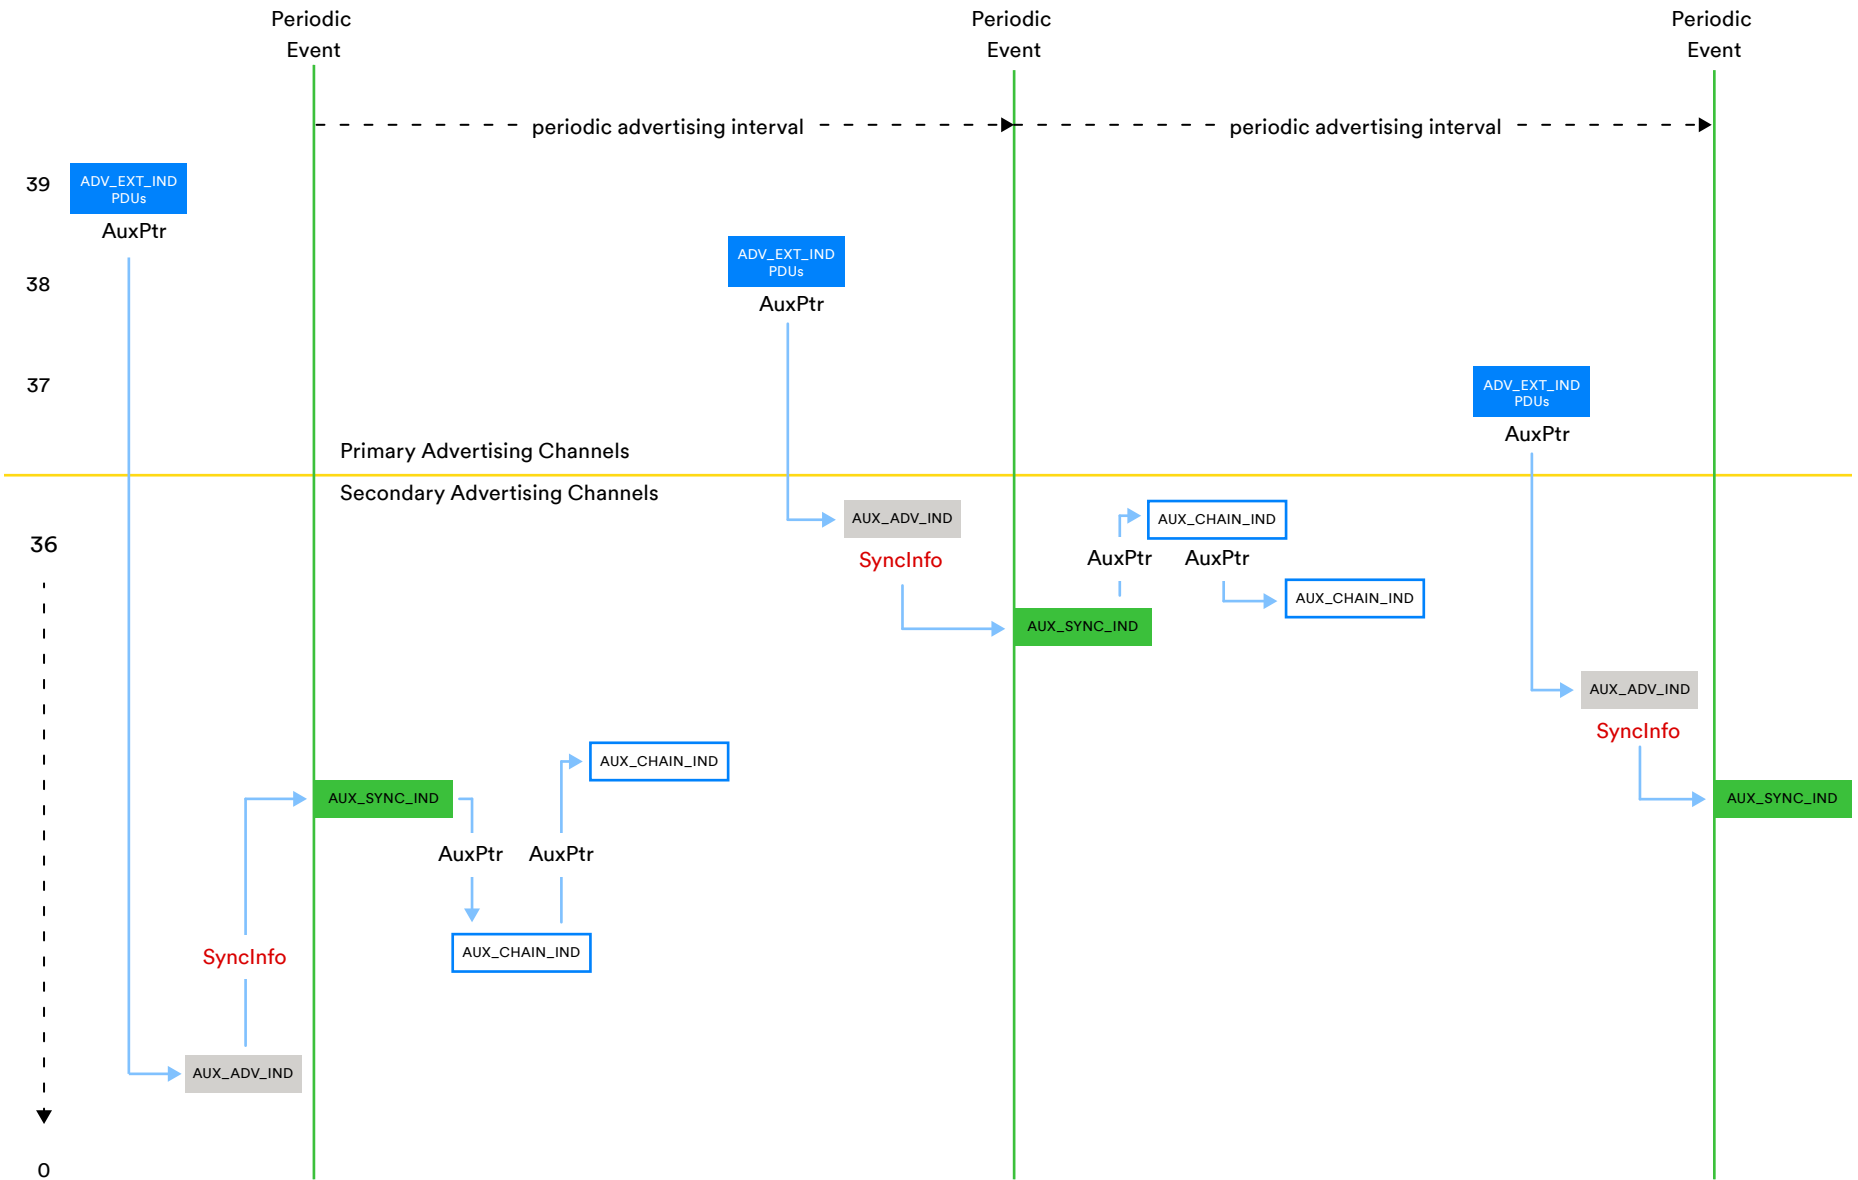 Periodic
Event
Periodic
Event
Periodic
Event
periodic advertising interval
periodic advertising interval
39
ADV_EXT_IND
PDUs
AuxPtr
38
ADV_EXT_IND
PDUs
AuxPtr
37
ADV_EXT_IND
PDUs
AuxPtr
Primary Advertising Channels
Secondary Advertising Channels
36
AUX_ADV_IND
SyncInfo
AUX_CHAIN_IND
AuxPtr
AuxPtr
AUX_CHAIN_IND
AUX_SYNC_IND
AUX_ADV_IND
SyncInfo
AUX_CHAIN_IND
AUX_SYNC_IND
AUX_SYNC_IND
AuxPtr
AuxPtr
AUX_CHAIN_IND
SyncInfo
AUX_ADV_IND
0